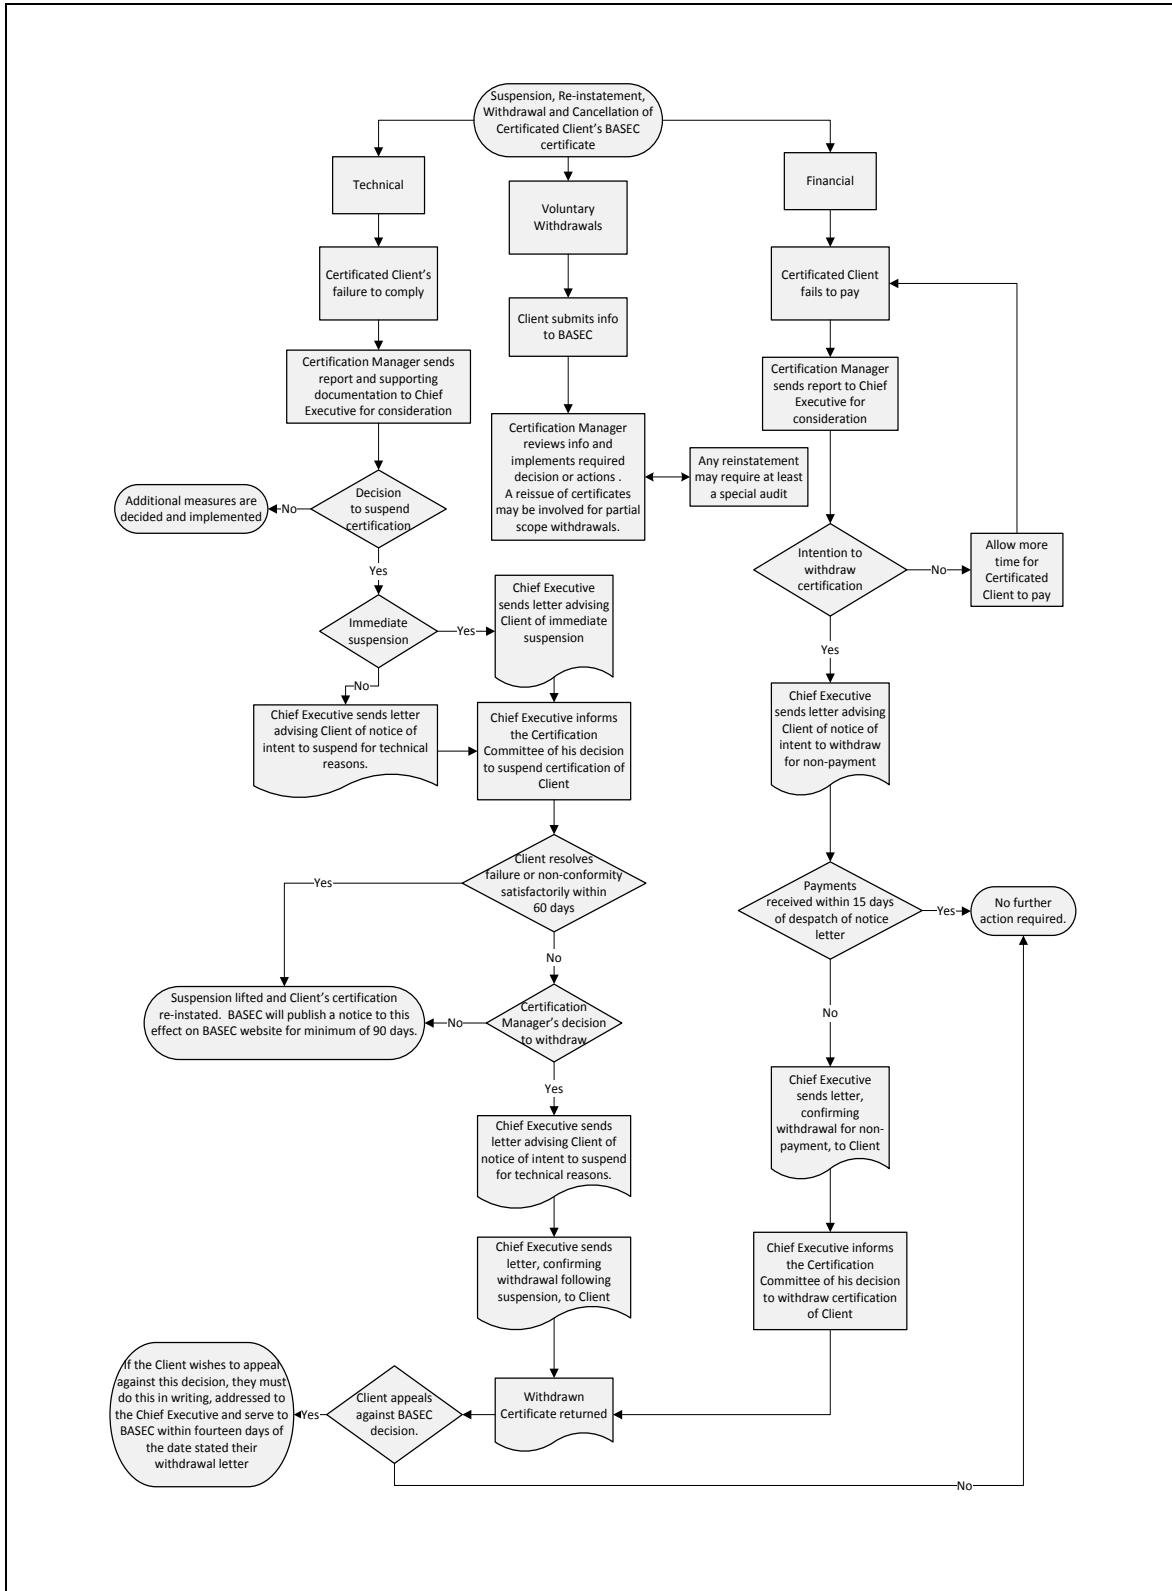 Suspension, Re-instatement,
Withdrawal and Cancellation of
Certificated Client's BASEC
certificate
Technical
Voluntary
Withdrawals
Financial
Certificated Client's
failure to comply
Client submits info
to BASEC
Certificated Client
fails to pay
Certification Manager sends
report and supporting
documentation to Chief
Executive for consideration
Certification Manager
reviews info and
implements required
decision or actions .
A reissue of certificates
may be involved for partial
scope withdrawals.
Any reinstatement
may require at least
a special audit
Certification Manager
sends report to Chief
Executive for
consideration
Additional measures are
decided and implemented
No
Decision
to suspend
certification
Yes
Intention to
withdraw
certification
No
Allow more
time for
Certificated
Client to pay
Yes
Immediate
suspension
Yes
Chief Executive
sends letter advising
Client of immediate
suspension
No
Chief Executive sends letter
advising Client of notice of
intent to suspend for technical
reasons.
Chief Executive informs
the Certification
Committee of his decision
to suspend certification of
Client
Chief Executive
sends letter advising
Client of notice of
intent to withdraw
for non-payment
Client resolves
failure or non-conformity
satisfactorily within
60 days
Yes
No
Payments
received within 15 days
of despatch of notice
letter
Yes
No further
action required.
No
Suspension lifted and Client's certification
re-instated. BASEC will publish a notice to this
effect on BASEC website for minimum of 90 days.
No
Certification
Manager's decision
to withdraw
Yes
Chief Executive
sends letter,
confirming
withdrawal for non-
payment, to Client
Chief Executive sends
letter advising Client of
notice of intent to suspend
for technical reasons.
Chief Executive sends
letter, confirming
withdrawal following
suspension, to Client
Chief Executive informs
the Certification
Committee of his decision
to withdraw certification
of Client
If the Client wishes to appeal
against this decision, they must
do this in writing, addressed to
the Chief Executive and serve to
BASEC within fourteen days of
the date stated their
withdrawal letter
Yes
Client appeals
against BASEC
decision.
Withdrawn
Certificate returned
No